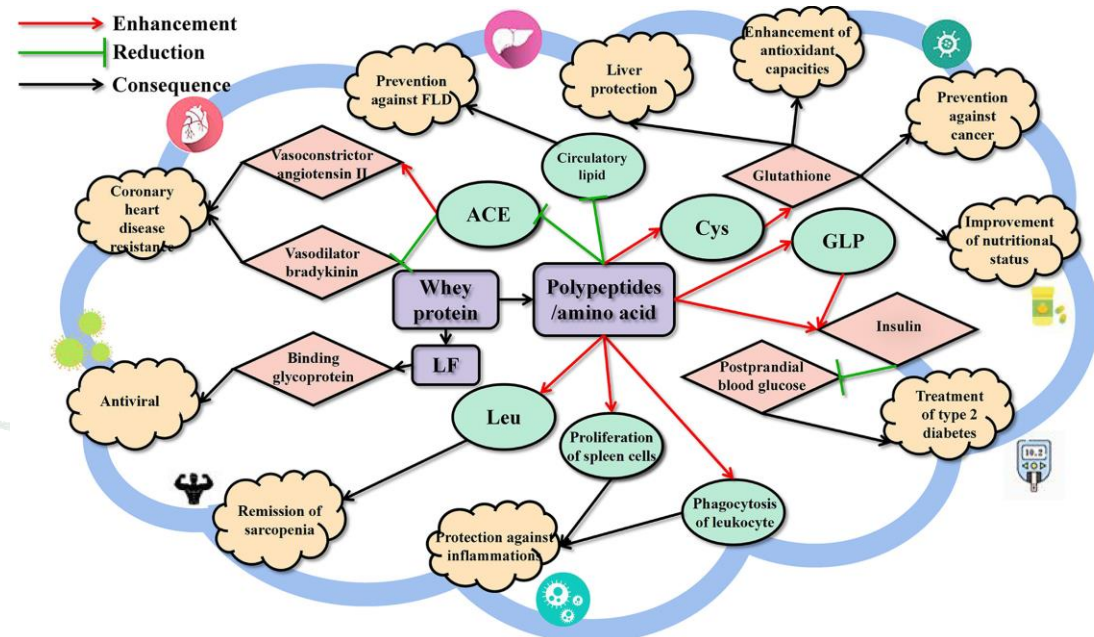 Enhancement
Reduction
Consequence
Prevention
against FLD
Liver
protection
Enhancement of
antioxidant
capacities
Prevention
against
cancer
Vasoconstrictor
angiotensin II
Circulatory
lipid
Glutathione
Coronary
heart
disease
resistance
ACE
Cys
GLP
Improvement
of nutritional
status
Vasodilator
bradykinin
Whey
protein
Polypeptides
/amino acid
Insulin
Binding
glycoprotein
LF
Postprandial
blood glucose
Antiviral
Leu
Proliferation
of spleen cells
Treatment
of type 2
diabetes
10.2
Remission of
sarcopenia
Protection against
inflammations
Phagocytosis
of leukocyte